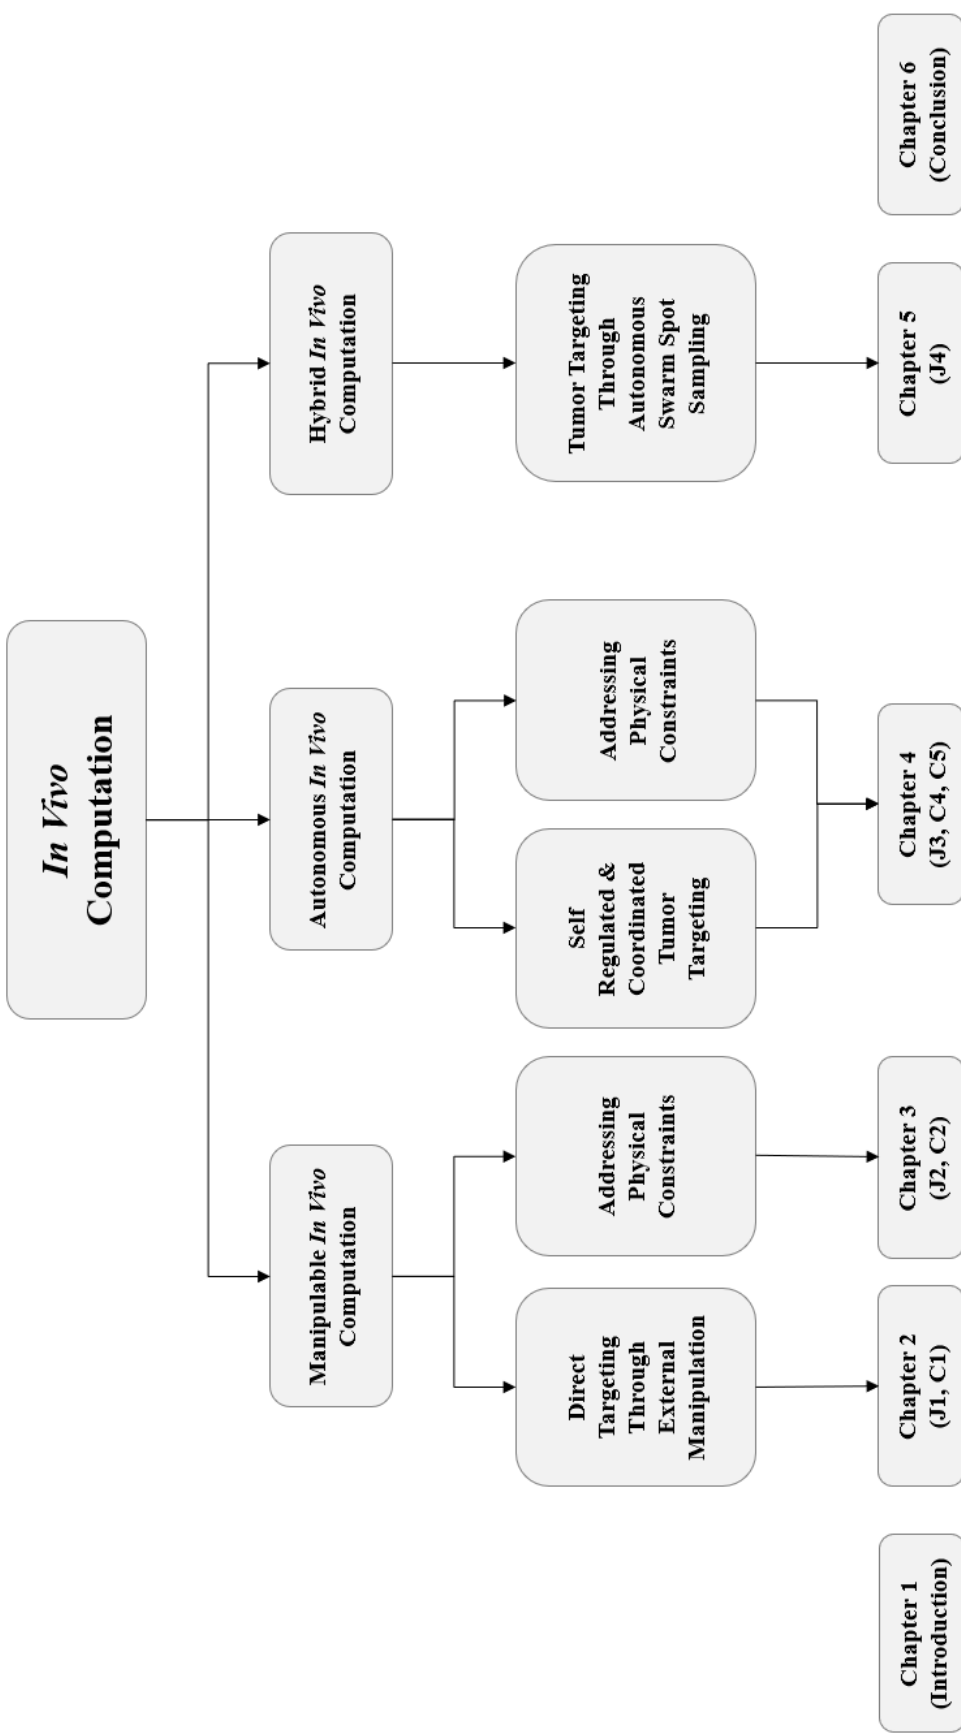 In Vivo
Computation
Manipulable In Vivo
Computation
Autonomous In Vivo
Computation
Hybrid In Vivo
Computation
Direct
Targeting
Through
External
Manipulation
Addressing
Physical
Constraints
Self
Regulated &
Coordinated
Tumor
Targeting
Addressing
Physical
Constraints
Tumor Targeting
Through
Autonomous
Swarm Spot
Sampling
Chapter 1
(Introduction)
Chapter 2
(J1, C1)
Chapter 3
(J2, C2)
Chapter 4
(J3, C4, C5)
Chapter 5
(J4)
Chapter 6
(Conclusion)